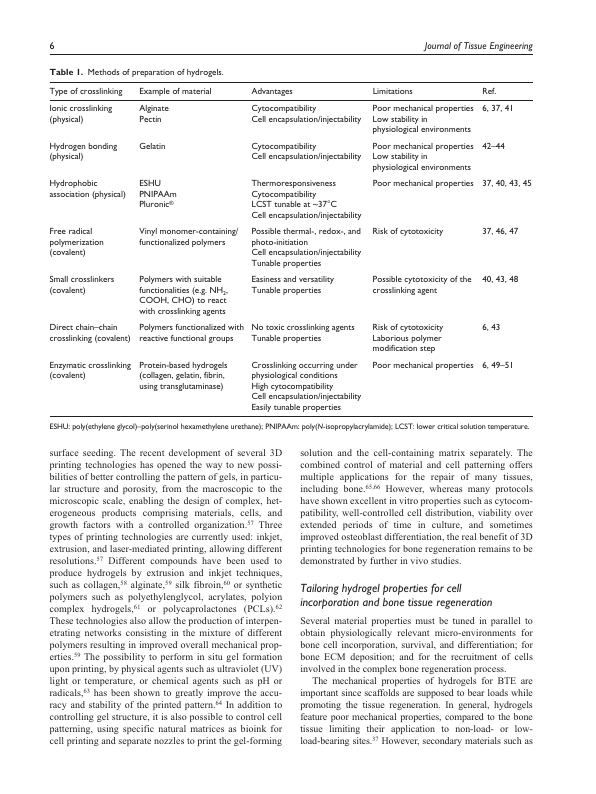 6
Journal of Tissue Engineering
Table 1. Methods of preparation of hydrogels.
Type of crosslinking Example of material Advantages Limitations Ref.
Ionic crosslinking Alginate Cytocompatibility Poor mechanical properties 6, 37, 41
(physical) Pectin Cell encapsulation/injectability Low stability in
physiological environments
Hydrogen bonding Gelatin Cytocompatibility Poor mechanical properties 42–44
(physical) Cell encapsulation/injectability Low stability in
physiological environments
Hydrophobic ESHU Thermoresponsiveness Poor mechanical properties 37, 40, 43, 45
association (physical) PNIPAAm Cytocompatibility
Pluronic® LCST tunable at ~37°C
Cell encapsulation/injectability
Free radical Vinyl monomer-containing/ Possible thermal-, redox-, and Risk of cytotoxicity 37, 46, 47
polymerization functionalized polymers photo-initiation
(covalent) Cell encapsulation/injectability
Tunable properties
Small crosslinkers Polymers with suitable Easiness and versatility Possible cytotoxicity of the 40, 43, 48
(covalent) functionalities (e.g. NH₂, Tunable properties crosslinking agent
COOH, CHO) to react
with crosslinking agents
Direct chain–chain Polymers functionalized with No toxic crosslinking agents Risk of cytotoxicity 6, 43
crosslinking (covalent) reactive functional groups Tunable properties Laborious polymer
modification step
Enzymatic crosslinking Protein-based hydrogels Crosslinking occurring under Poor mechanical properties 6, 49–51
(covalent) (collagen, gelatin, fibrin, physiological conditions
using transglutaminase) High cytocompatibility
Cell encapsulation/injectability
Easily tunable properties
ESHU: poly(ethylene glycol)–poly(serinol hexamethylene urethane); PNIPAAm: poly(N-isopropylacrylamide); LCST: lower critical solution temperature.
surface seeding. The recent development of several 3D
printing technologies has opened the way to new possi-
bilities of better controlling the pattern of gels, in particu-
lar structure and porosity, from the macroscopic to the
microscopic scale, enabling the design of complex, het-
erogeneous products comprising materials, cells, and
growth factors with a controlled organization.⁵⁷ Three
types of printing technologies are currently used: inkjet,
extrusion, and laser-mediated printing, allowing different
resolutions.⁵⁷ Different compounds have been used to
produce hydrogels by extrusion and inkjet techniques,
such as collagen,⁵⁸ alginate,⁵⁹ silk fibroin,⁶⁰ or synthetic
polymers such as polyethylenglycol, acrylates, polyion
complex hydrogels,⁶¹ or polycaprolactones (PCLs).⁶²
These technologies also allow the production of interpen-
etrating networks consisting in the mixture of different
polymers resulting in improved overall mechanical prop-
erties.⁵⁹ The possibility to perform in situ gel formation
upon printing, by physical agents such as ultraviolet (UV)
light or temperature, or chemical agents such as pH or
radicals,⁶³ has been shown to greatly improve the accu-
racy and stability of the printed pattern.⁶⁴ In addition to
controlling gel structure, it is also possible to control cell
patterning, using specific natural matrices as bioink for
cell printing and separate nozzles to print the gel-forming
solution and the cell-containing matrix separately. The
combined control of material and cell patterning offers
multiple applications for the repair of many tissues,
including bone.⁶⁵,⁶⁶ However, whereas many protocols
have shown excellent in vitro properties such as cytocom-
patibility, well-controlled cell distribution, viability over
extended periods of time in culture, and sometimes
improved osteoblast differentiation, the real benefit of 3D
printing technologies for bone regeneration remains to be
demonstrated by further in vivo studies.
Tailoring hydrogel properties for cell
incorporation and bone tissue regeneration
Several material properties must be tuned in parallel to
obtain physiologically relevant micro-environments for
bone cell incorporation, survival, and differentiation; for
bone ECM deposition; and for the recruitment of cells
involved in the complex bone regeneration process.
The mechanical properties of hydrogels for BTE are
important since scaffolds are supposed to bear loads while
promoting the tissue regeneration. In general, hydrogels
feature poor mechanical properties, compared to the bone
tissue limiting their application to non-load- or low-
load-bearing sites.³⁷ However, secondary materials such as